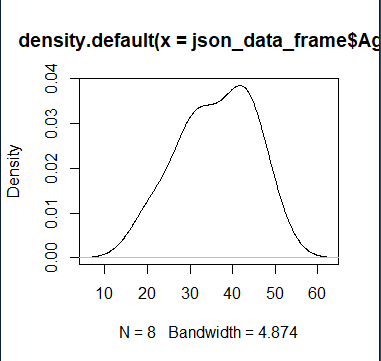 density.default(x = json_data_frame$Ag
0.04
0.03
0.02
0.01
0.00
Density
10 20 30 40 50 60
N = 8 Bandwidth = 4.874